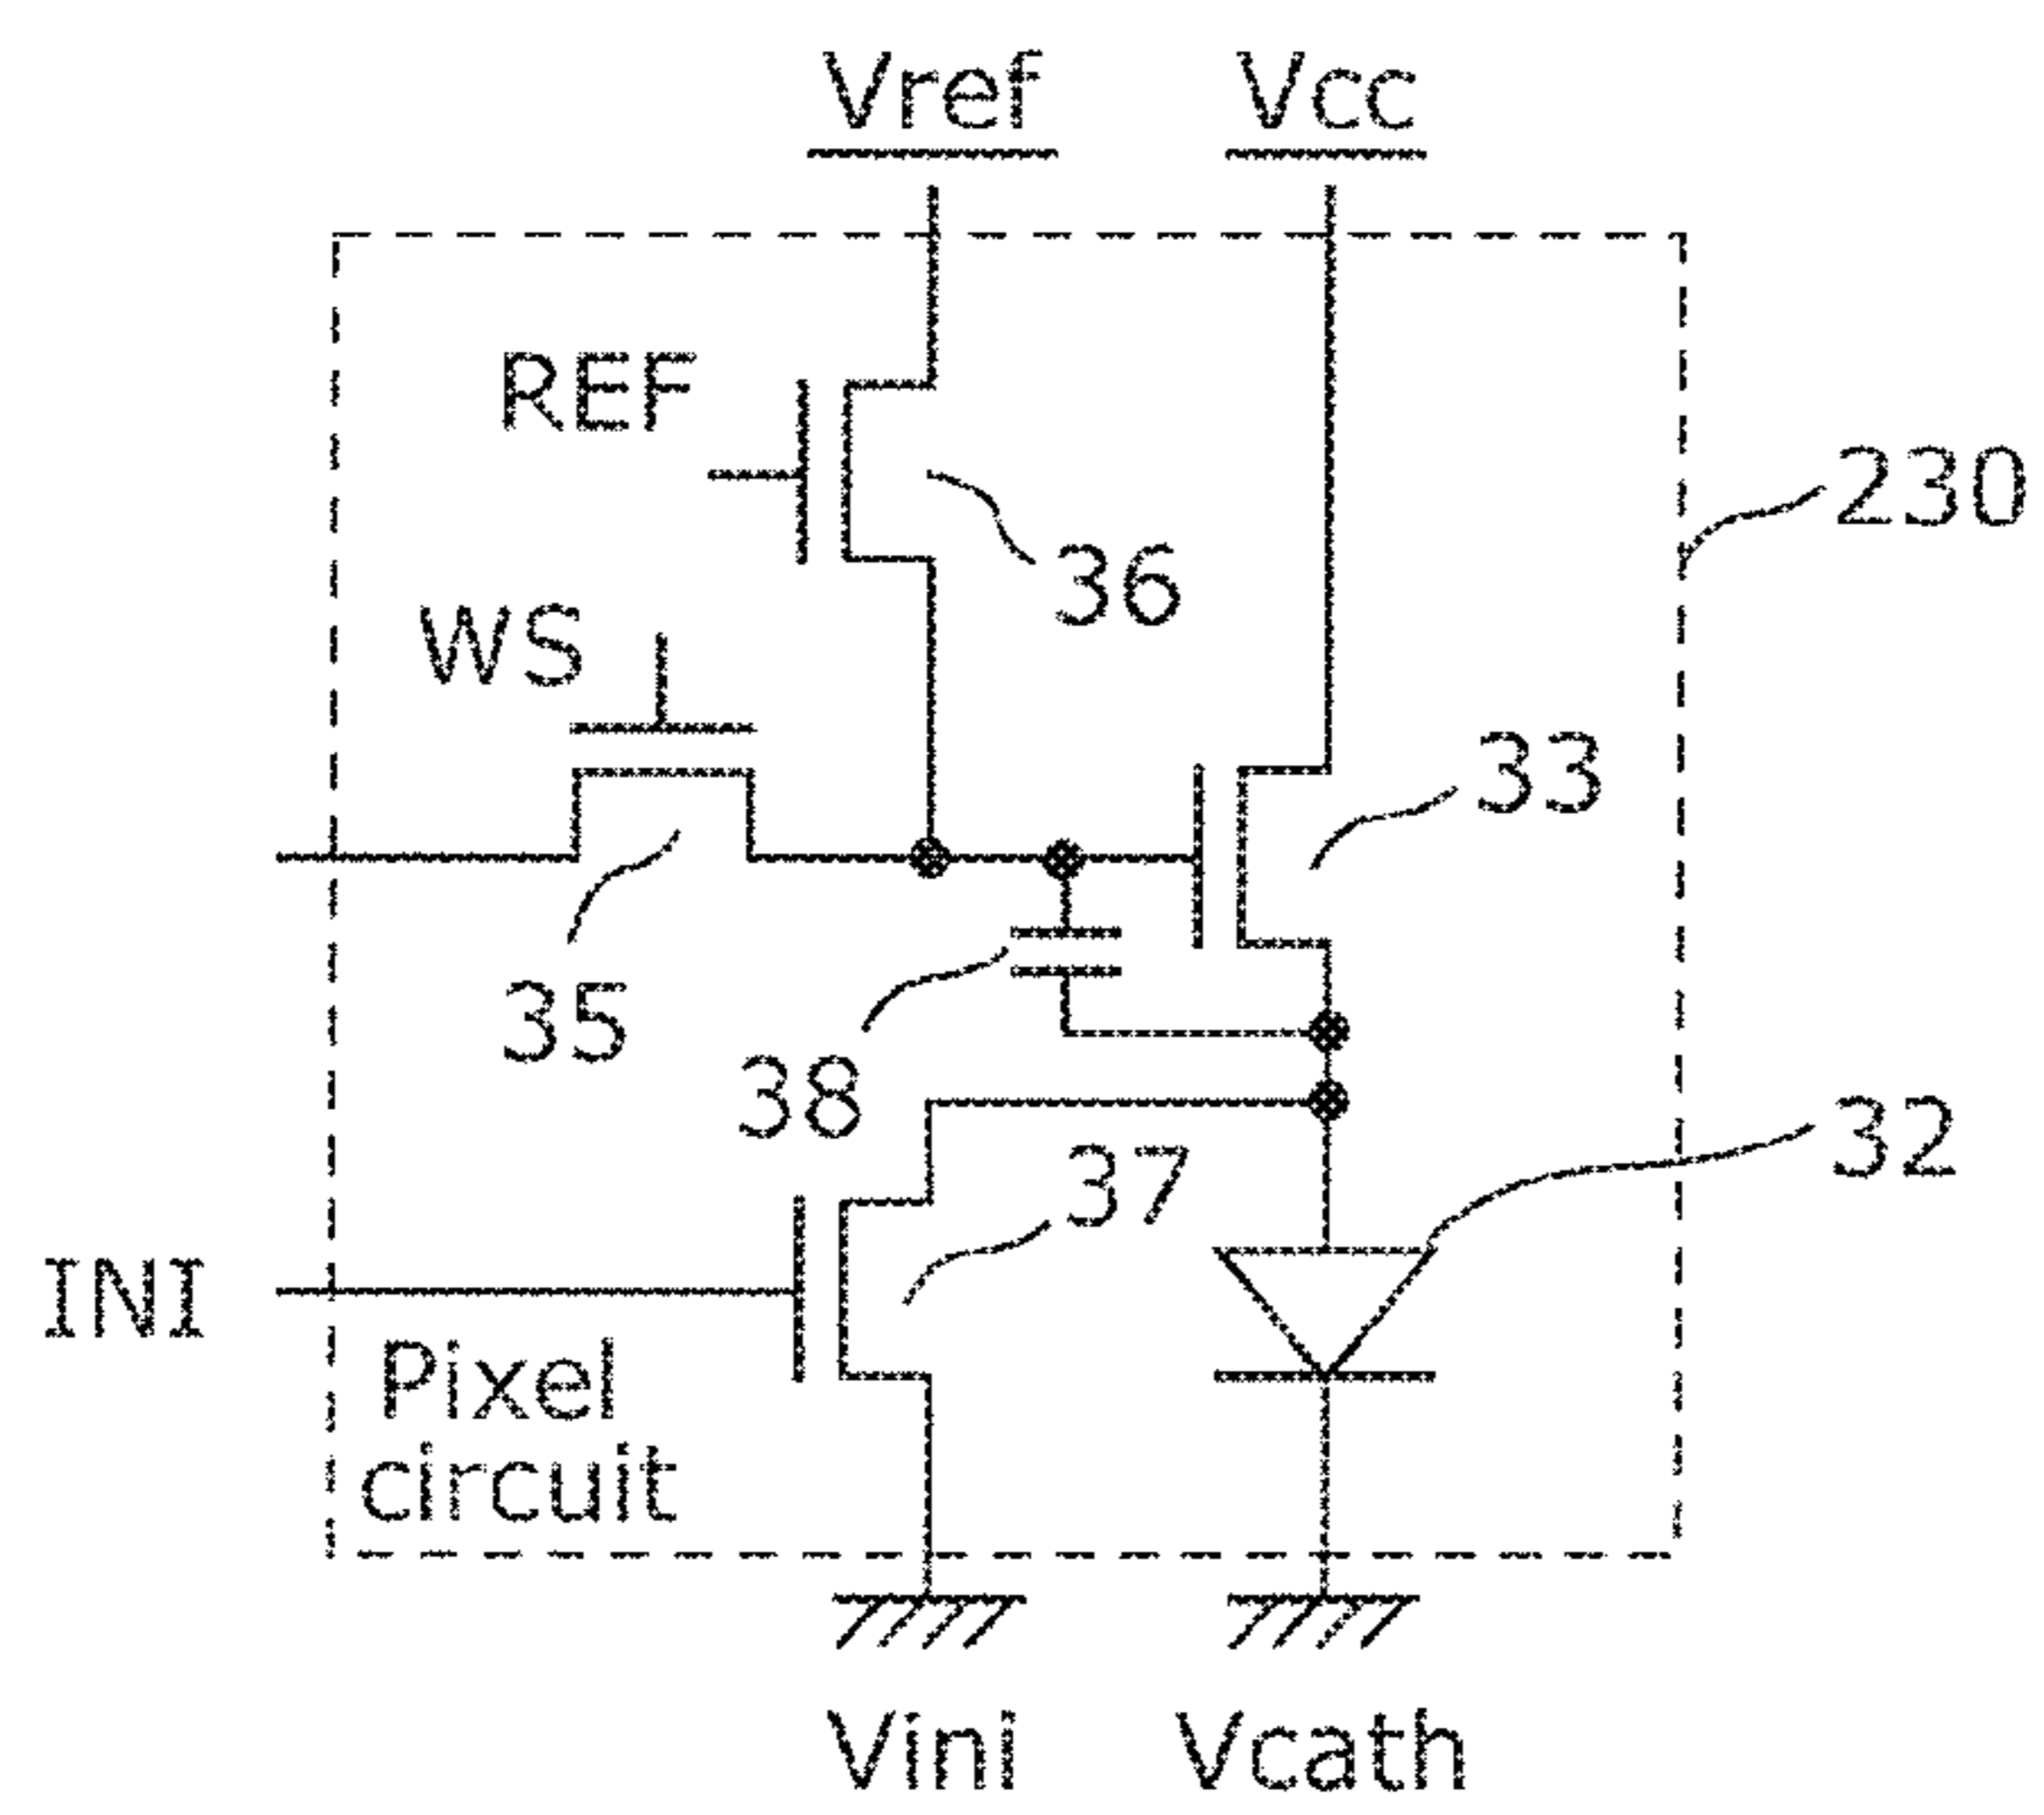 Vref Vcc
REF
230
36
WS
33
35
38
32
37
INI
Pixel
circuit
Vini Vcath